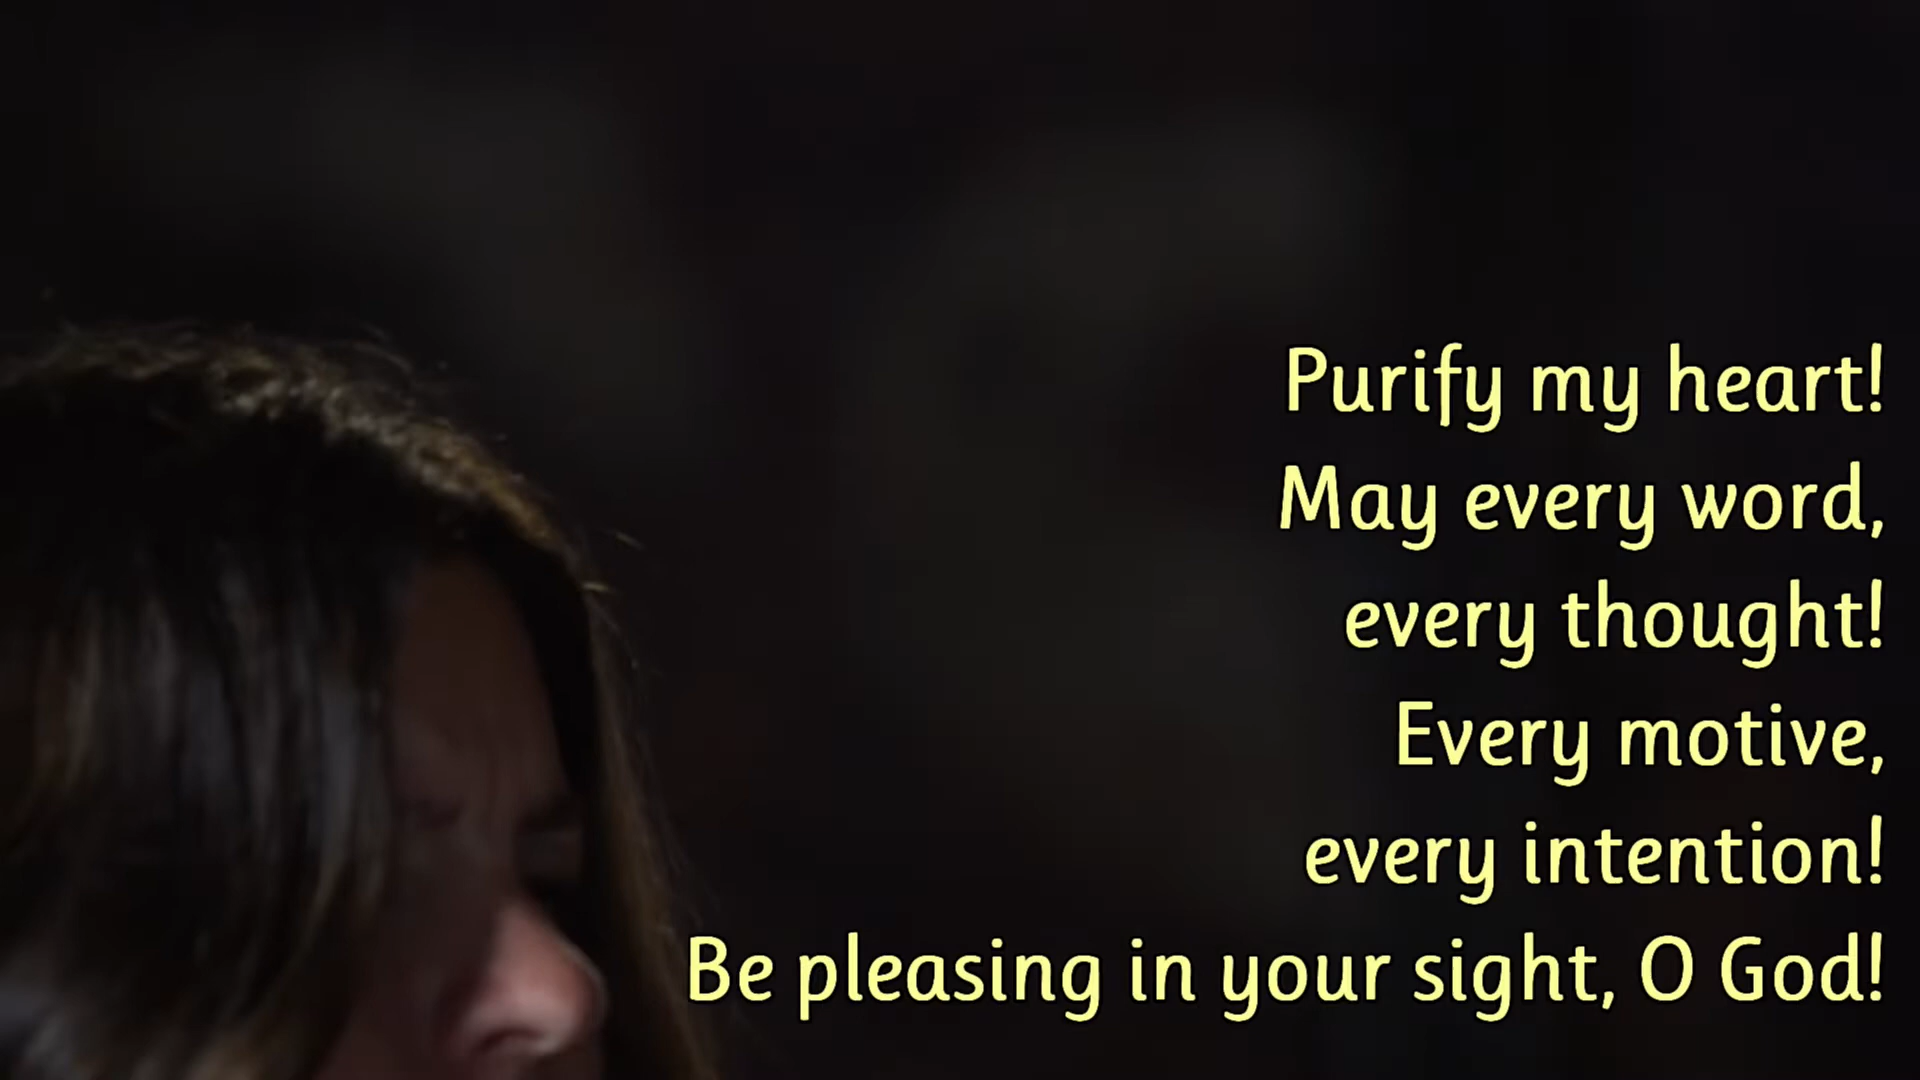 Purify my heart!
May every word,
every thought!
Every motive,
every intention!
Be pleasing in your sight, O God!